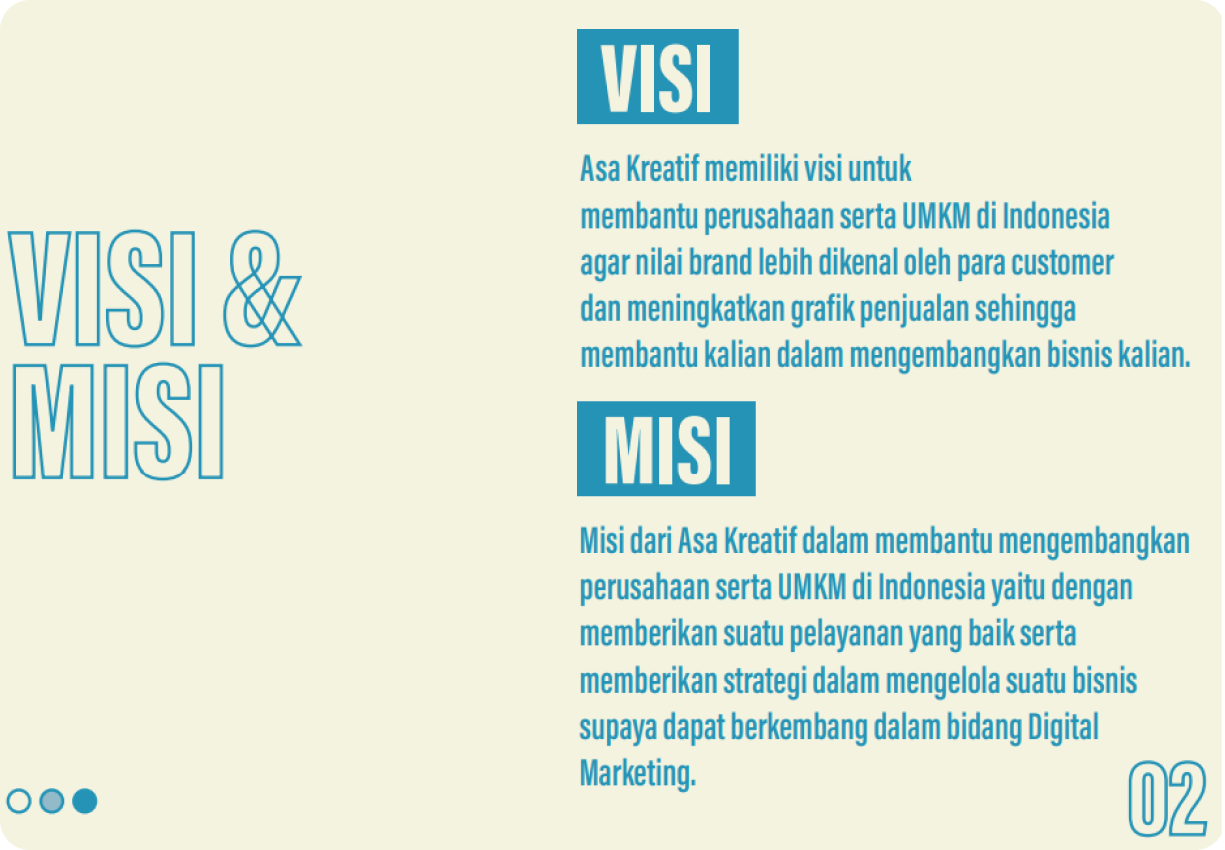 VISI &
MISI
VISI
Asa Kreatif memiliki visi untuk
membantu perusahaan serta UMKM di Indonesia
agar nilai brand lebih dikenal oleh para customer
dan meningkatkan grafik penjualan sehingga
membantu kalian dalam mengembangkan bisnis kalian.
MISI
Misi dari Asa Kreatif dalam membantu mengembangkan
perusahaan serta UMKM di Indonesia yaitu dengan
memberikan suatu pelayanan yang baik serta
memberikan strategi dalam mengelola suatu bisnis
supaya dapat berkembang dalam bidang Digital
Marketing.
02